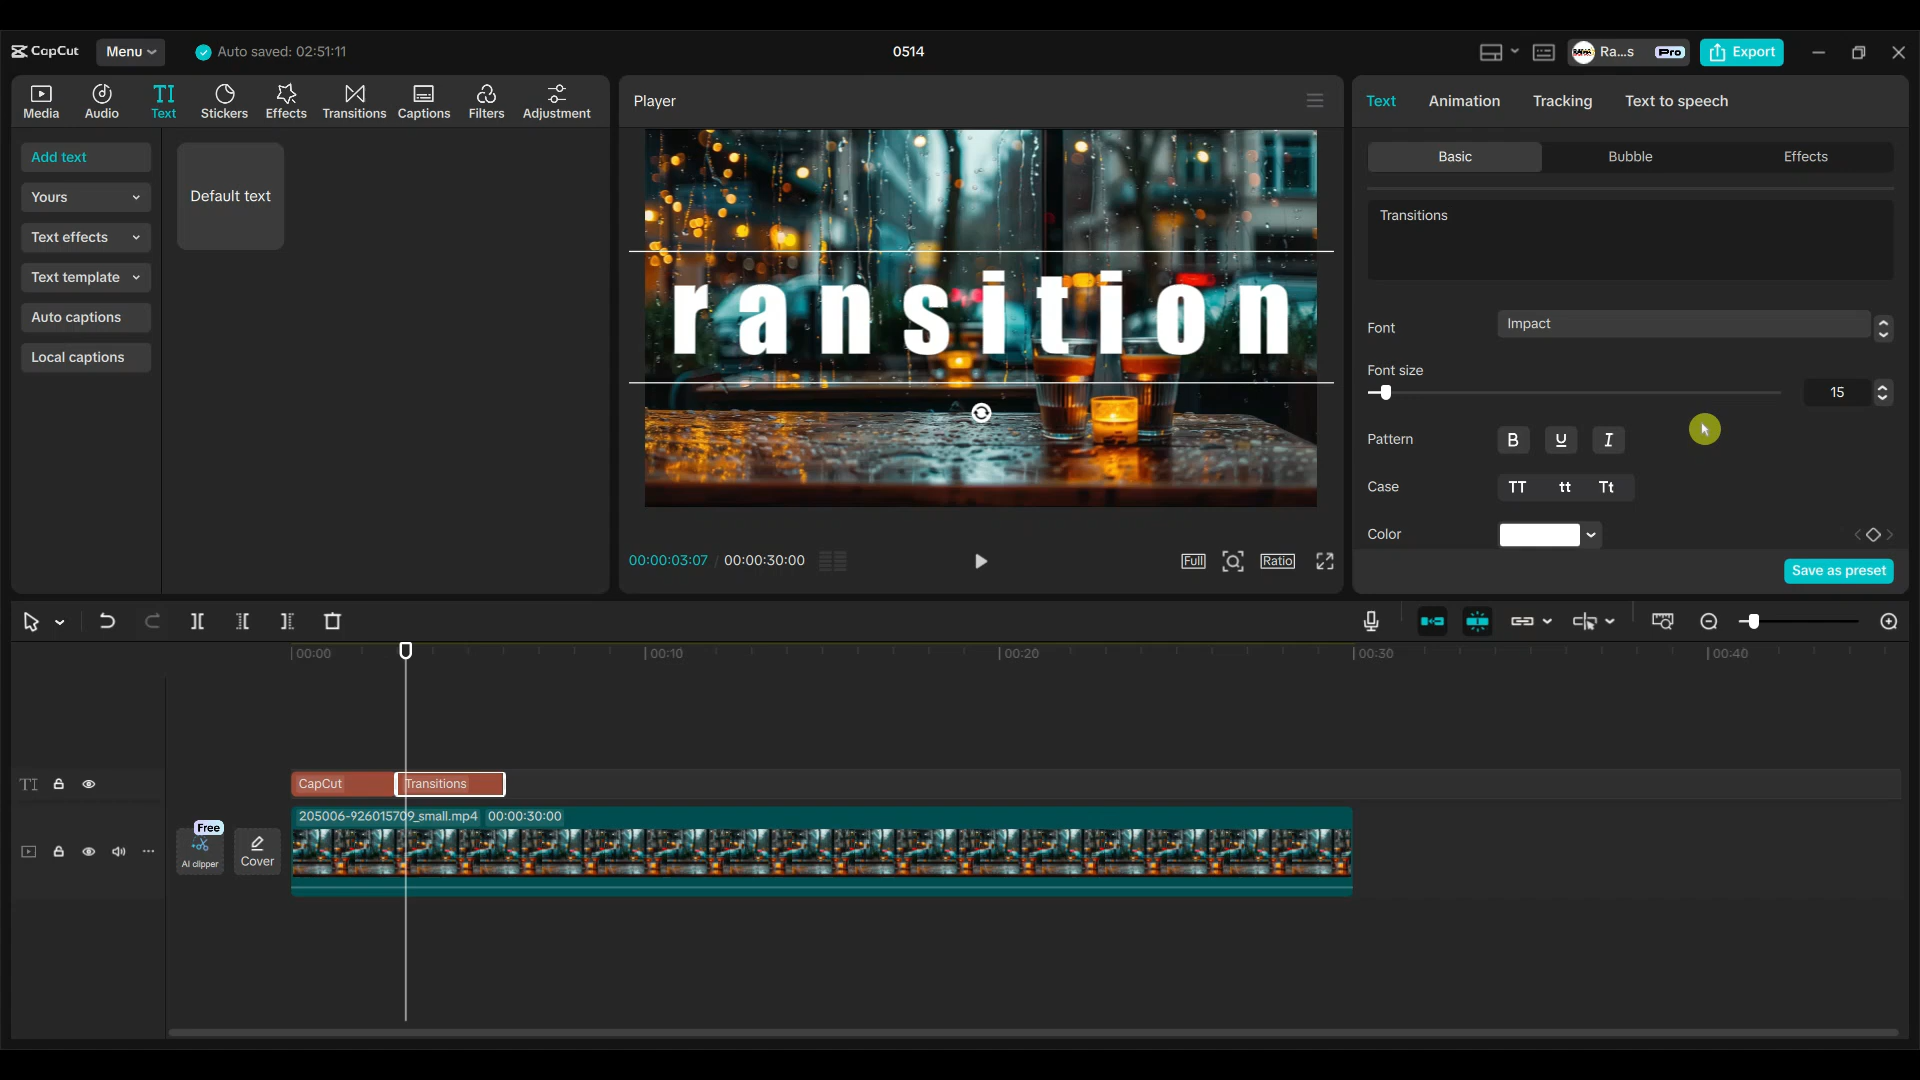 CapCut
Menu
Auto saved: 02:51:11
0514
Ra...s
Pro
Export
Media
Audio
TI
Text
Stickers
Effects
Transitions
Captions
Filters
Adjustment
Add text
Yours
Text effects
Text template
Auto captions
Local captions
Default text
Player
ransition
00:00:03:07 / 00:00:30:00
Full
Ratio
Text
Animation
Tracking
Text to speech
Basic
Bubble
Effects
Transitions
Font
Impact
Font size
15
Pattern
B
U
I
Case
TT
tt
Tt
Color
Save as preset
00:00
00:10
00:20
00:30
00:40
TI
CapCut
Transitions
Free
AI clipper
Cover
205006-926015709_small.mp4 00:00:30:00